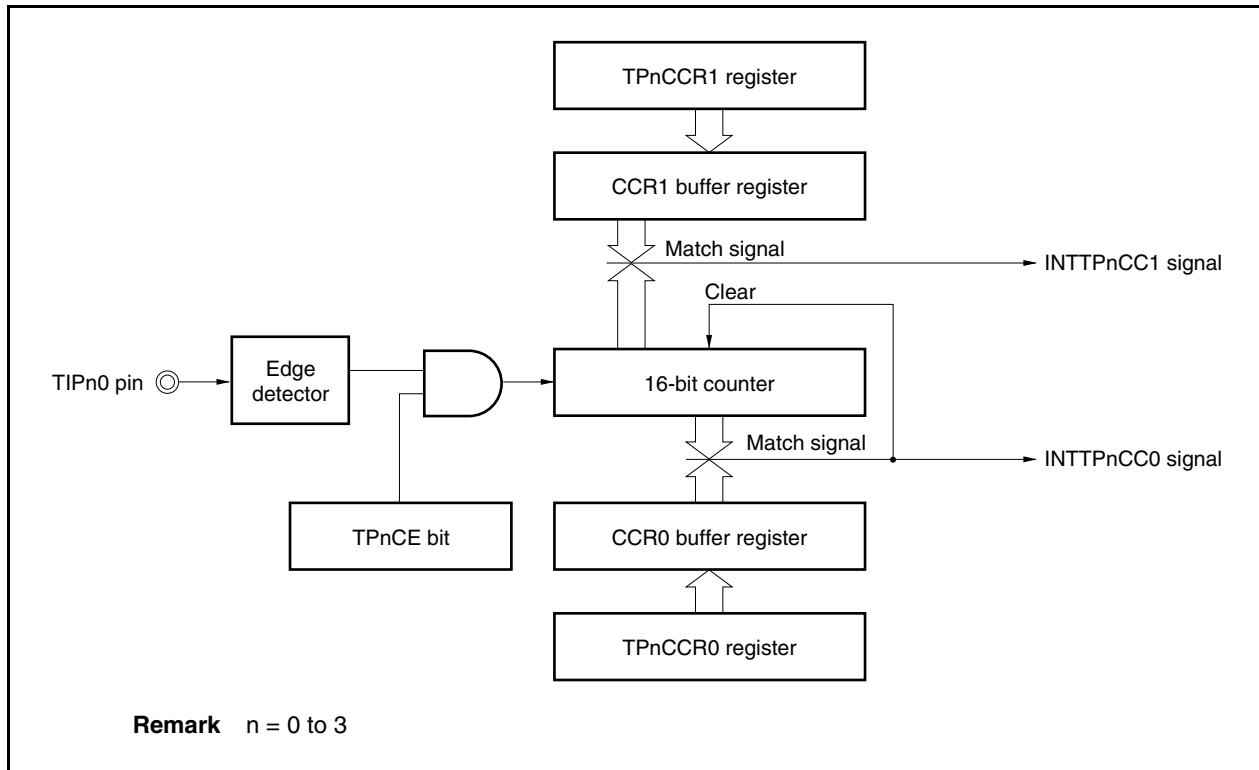 TPnCCR1 register
CCR1 buffer register
Match signal
INTTPnCC1 signal
Clear
TIPn0 pin
Edge
detector
16-bit counter
Match signal
INTTPnCC0 signal
TPnCE bit
CCR0 buffer register
TPnCCR0 register
Remark n = 0 to 3